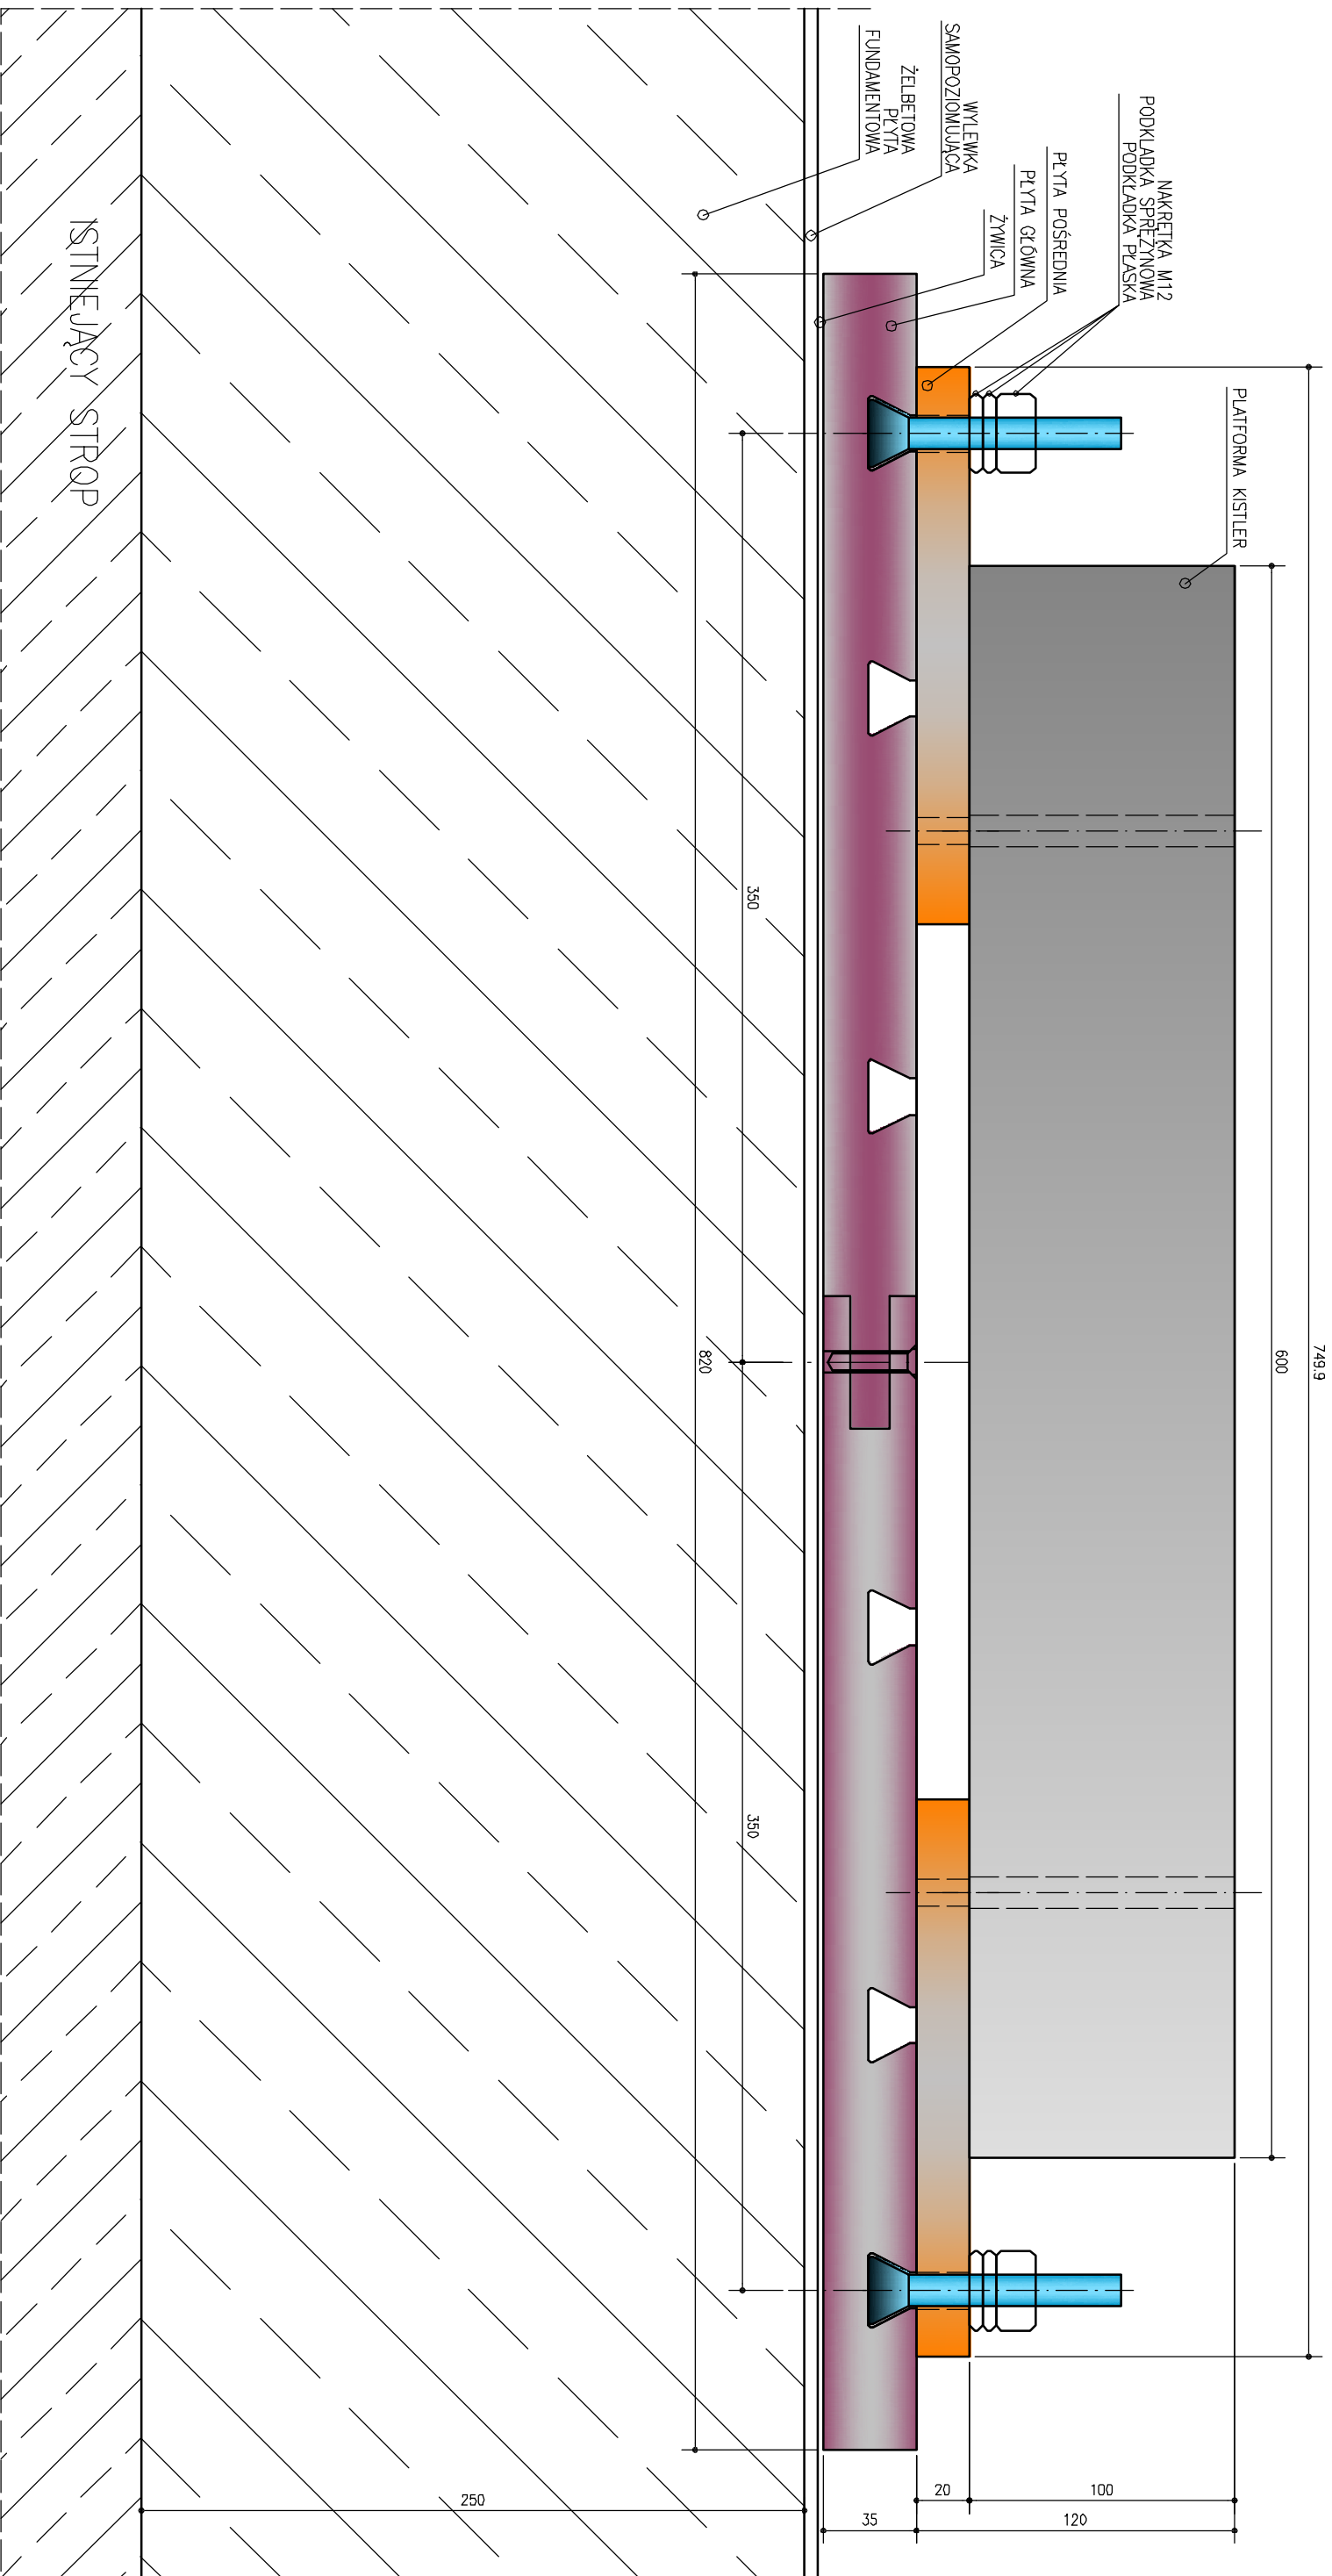 PLATFORMA KISTLER
NAKRĘTKA M12
PODKŁADKA SPRĘŻYNOWA
PODKŁADKA PŁASKA
PŁYTA POŚREDNIA
PŁYTA GŁÓWNA
ŻYWICA
WYLEWKA
SAMOPOZIOMUJĄCA
ŻELBETOWA
PŁYTA
FUNDAMENTOWA
ISTNIEJĄCY STROP
749.9
600
350
350
820
100
120
20
35
250